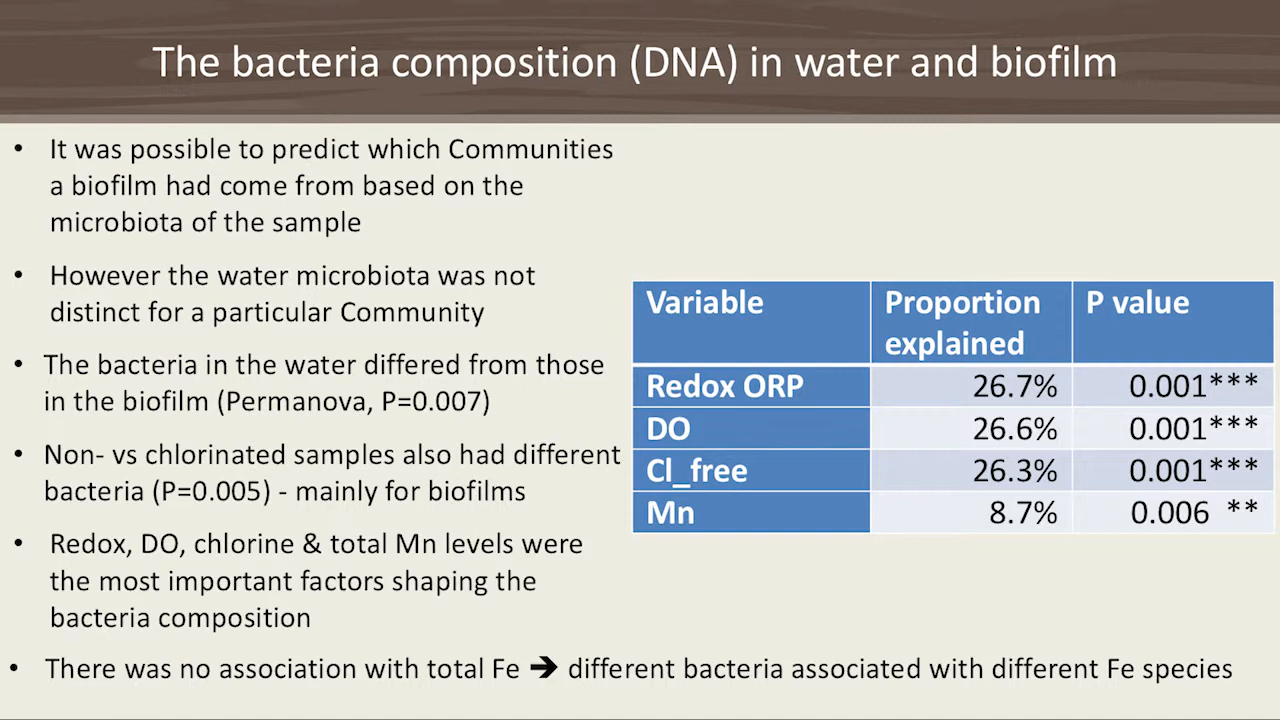 The bacteria composition (DNA) in water and biofilm
• It was possible to predict which Communities
a biofilm had come from based on the
microbiota of the sample
• However the water microbiota was not
distinct for a particular Community
• The bacteria in the water differed from those
in the biofilm (Permanova, P=0.007)
• Non- vs chlorinated samples also had different
bacteria (P=0.005) - mainly for biofilms
• Redox, DO, chlorine & total Mn levels were
the most important factors shaping the
bacteria composition
• There was no association with total Fe ➔ different bacteria associated with different Fe species
Variable Proportion P value
explained
Redox ORP 26.7% 0.001***
DO 26.6% 0.001***
Cl_free 26.3% 0.001***
Mn 8.7% 0.006 **